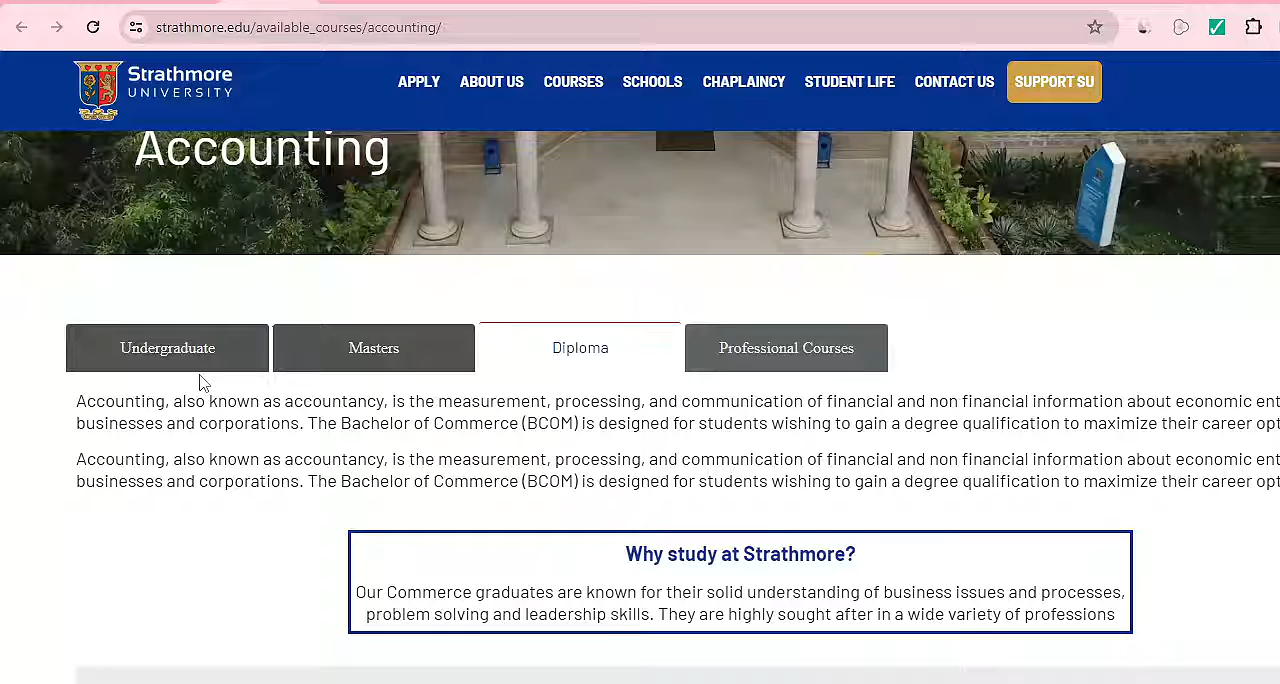 strathmore.edu/available_courses/accounting/
Strathmore
UNIVERSITY
APPLY ABOUT US COURSES SCHOOLS CHAPLAINCY STUDENT LIFE CONTACT US SUPPORT SU
Accounting
Undergraduate Masters Diploma Professional Courses
Accounting, also known as accountancy, is the measurement, processing, and communication of financial and non financial information about economic ent
businesses and corporations. The Bachelor of Commerce (BCOM) is designed for students wishing to gain a degree qualification to maximize their career opt
Accounting, also known as accountancy, is the measurement, processing, and communication of financial and non financial information about economic ent
businesses and corporations. The Bachelor of Commerce (BCOM) is designed for students wishing to gain a degree qualification to maximize their career opt
Why study at Strathmore?
Our Commerce graduates are known for their solid understanding of business issues and processes,
problem solving and leadership skills. They are highly sought after in a wide variety of professions